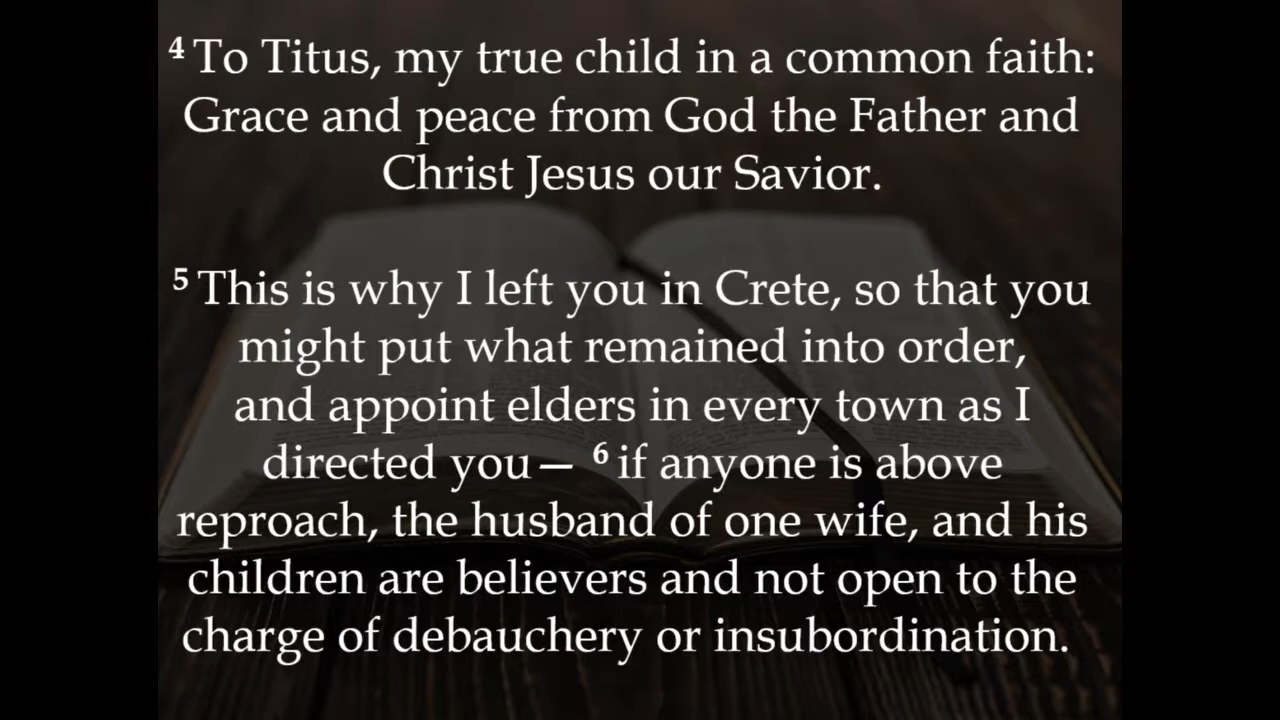 4 To Titus, my true child in a common faith:
Grace and peace from God the Father and
Christ Jesus our Savior.
5 This is why I left you in Crete, so that you
might put what remained into order,
and appoint elders in every town as I
directed you— 6 if anyone is above
reproach, the husband of one wife, and his
children are believers and not open to the
charge of debauchery or insubordination.